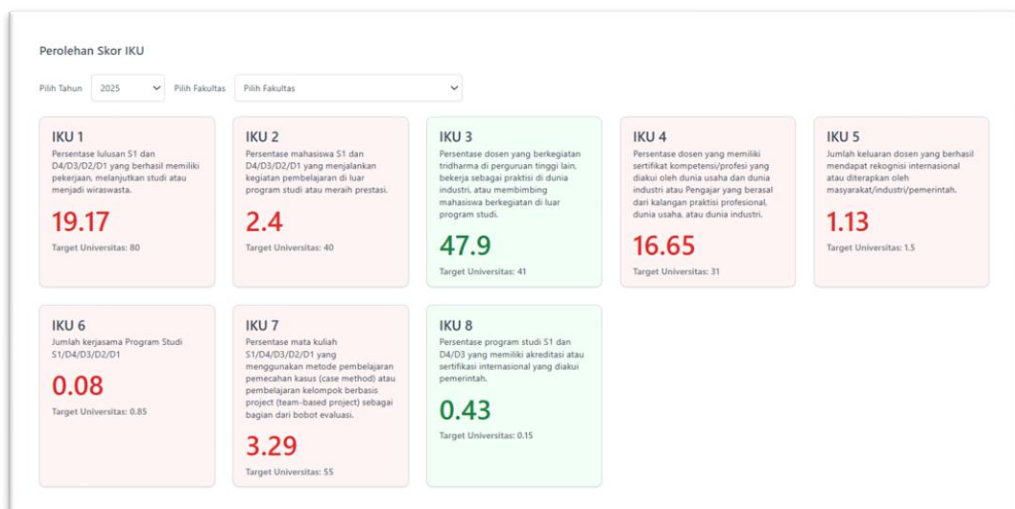 Perolehan Skor IKU
Pilih Tahun 2025 Pilih Fakultas Pilih Fakultas
IKU 1
Persentase lulusan S1 dan
D4/D3/D2/D1 yang berhasil memiliki
pekerjaan, melanjutkan studi atau
menjadi wiraswasta.
19.17
Target Universitas: 80
IKU 2
Persentase mahasiswa S1 dan
D4/D3/D2/D1 yang menjalankan
kegiatan pembelajaran di luar
program studi atau meraih prestasi.
2.4
Target Universitas: 40
IKU 3
Persentase dosen yang berkegiatan
tridharma di perguruan tinggi lain,
bekerja sebagai praktisi di dunia
industri, atau membimbing
mahasiswa berkegiatan di luar
program studi.
47.9
Target Universitas: 41
IKU 4
Persentase dosen yang memiliki
sertifikat kompetensi/profesi yang
diakui oleh dunia usaha dan dunia
industri atau Pengajar yang berasal
dari kalangan praktisi profesional,
dunia usaha, atau dunia industri.
16.65
Target Universitas: 31
IKU 5
Jumlah keluaran dosen yang berhasil
mendapat rekognisi internasional
atau diterapkan oleh
masyarakat/industri/pemerintah.
1.13
Target Universitas: 1.5
IKU 6
Jumlah kerjasama Program Studi
S1/D4/D3/D2/D1
0.08
Target Universitas: 0.85
IKU 7
Persentase mata kuliah
S1/D4/D3/D2/D1 yang
menggunakan metode pembelajaran
pemecahan kasus (case method) atau
pembelajaran kelompok berbasis
project (team-based project) sebagai
bagian dari bobot evaluasi.
3.29
Target Universitas: 55
IKU 8
Persentase program studi S1 dan
D4/D3 yang memiliki akreditasi atau
sertifikasi internasional yang diakui
pemerintah.
0.43
Target Universitas: 0.15